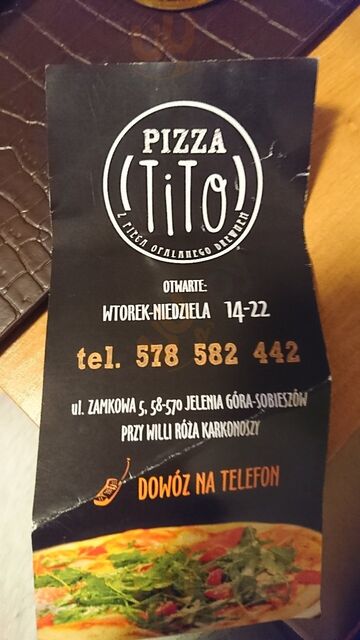 PIZZA
TiTO
Z PIECA OPALANEGO DREWNEM
OTWARTE:
WTOREK-NIEDZIELA 14-22
tel. 578 582 442
ul. ZAMKOWA 5, 58-570 JELENIA GÓRA-SOBIESZÓW
PRZY WILLI RÓŻA KARKONOSZY
DOWÓZ NA TELEFON